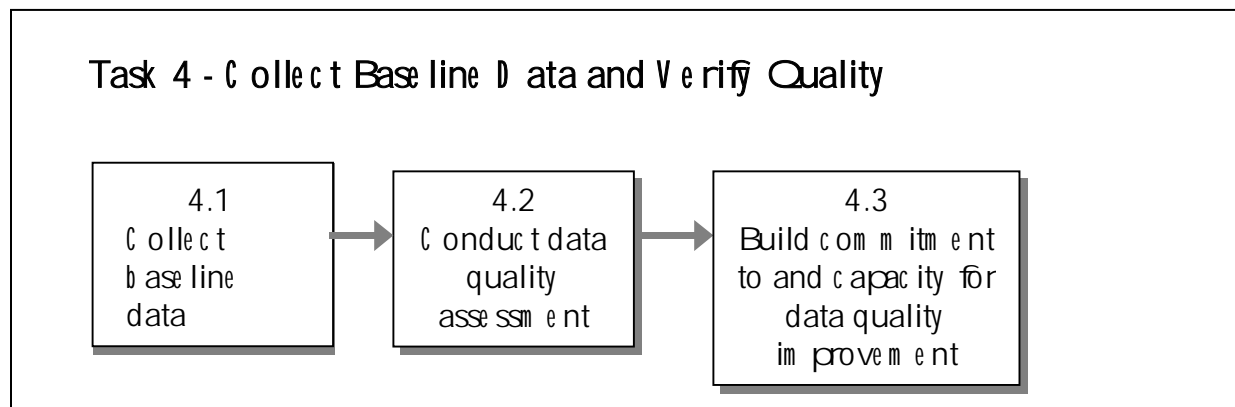 Task 4 - Collect Baseline Data and Verify Quality
4.1
Collect
baseline
data
4.2
Conduct data
quality
assessment
4.3
Build commitment
to and capacity for
data quality
improvement